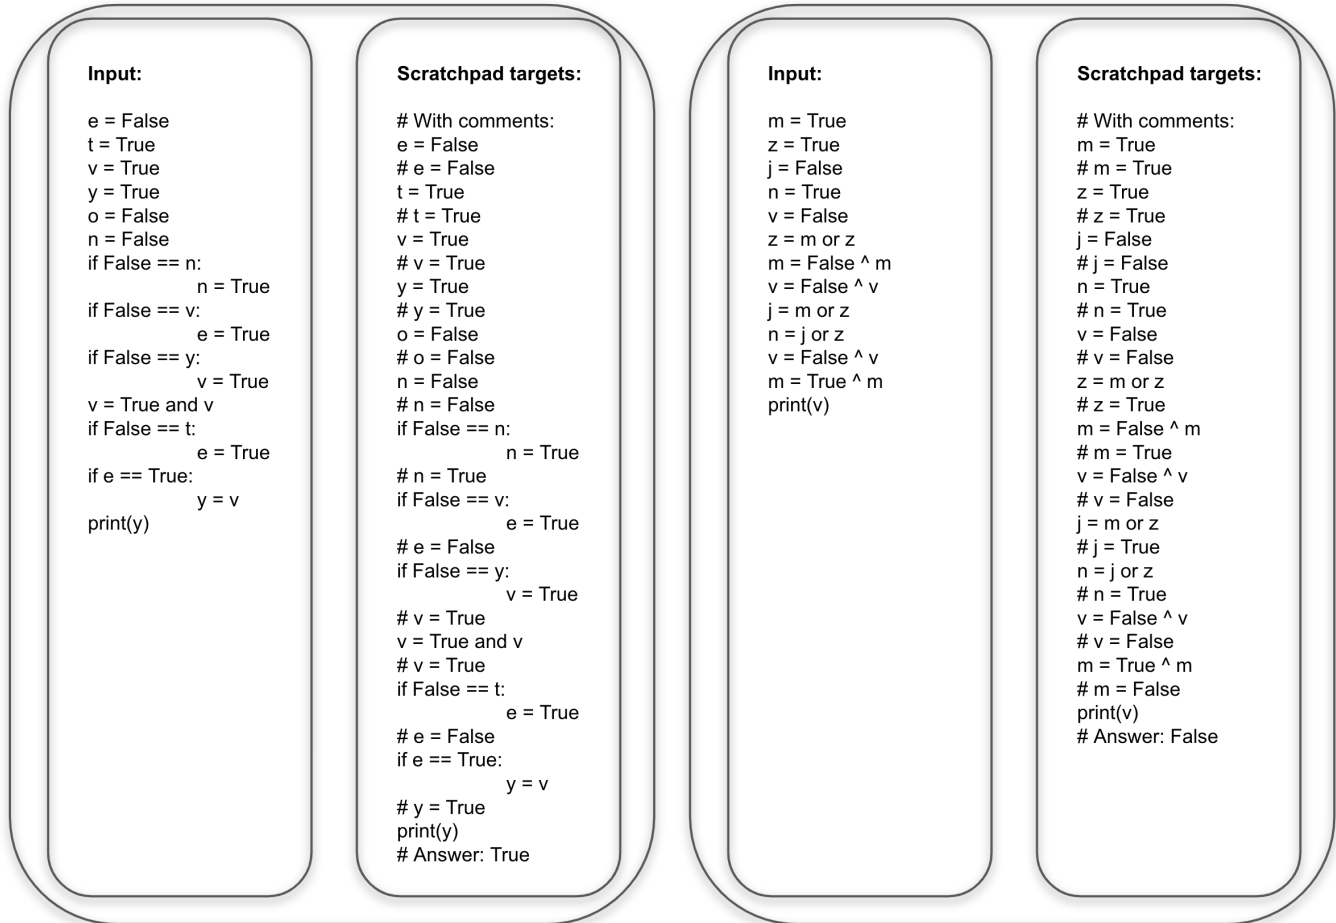 Input:
e = False
t = True
v = True
y = True
o = False
n = False
if False == n:
n = True
if False == v:
e = True
if False == y:
v = True
v = True and v
if False == t:
e = True
if e == True:
y = v
print(y)
Scratchpad targets:
# With comments:
e = False
# e = False
t = True
# t = True
v = True
# v = True
y = True
# y = True
o = False
# o = False
n = False
# n = False
if False == n:
n = True
# n = True
if False == v:
e = True
# e = False
if False == y:
v = True
# v = True
v = True and v
# v = True
if False == t:
e = True
# e = False
if e == True:
y = v
# y = True
print(y)
# Answer: True
Input:
m = True
z = True
j = False
n = True
v = False
z = m or z
m = False ^ m
v = False ^ v
j = m or z
n = j or z
v = False ^ v
m = True ^ m
print(v)
Scratchpad targets:
# With comments:
m = True
# m = True
z = True
# z = True
j = False
# j = False
n = True
# n = True
v = False
# v = False
z = m or z
# z = True
m = False ^ m
# m = True
v = False ^ v
# v = False
j = m or z
# j = True
n = j or z
# n = True
v = False ^ v
# v = False
m = True ^ m
# m = False
print(v)
# Answer: False